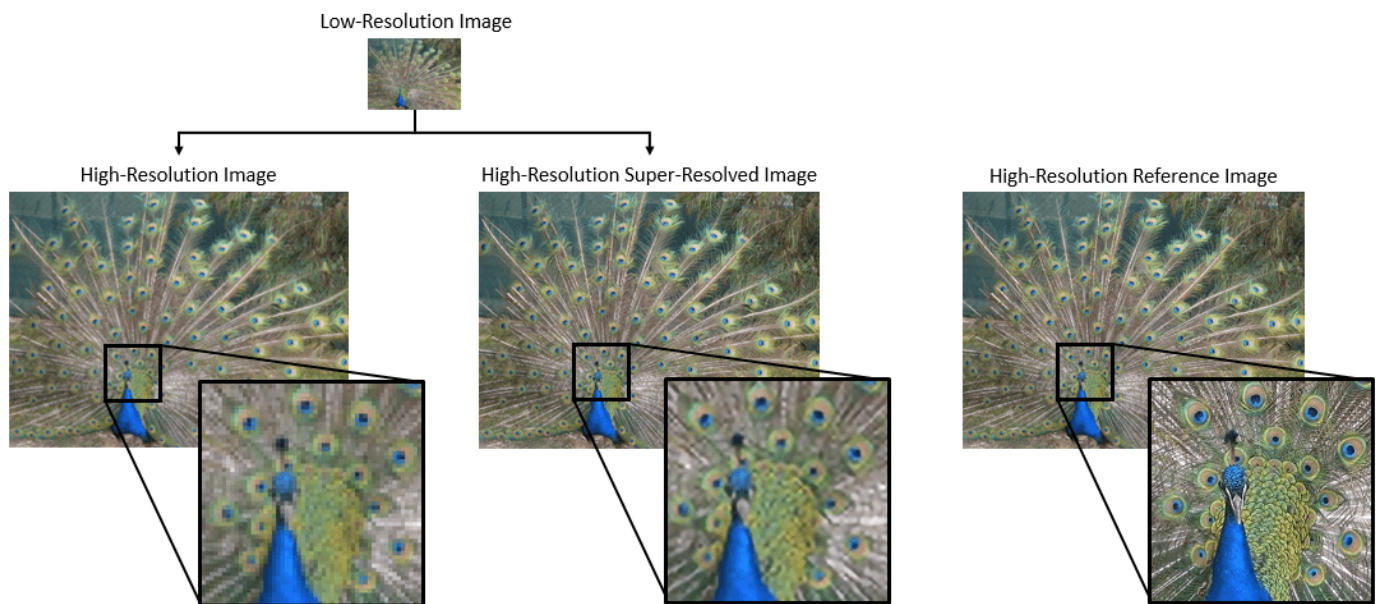 Low-Resolution Image
High-Resolution Image
High-Resolution Super-Resolved Image
High-Resolution Reference Image